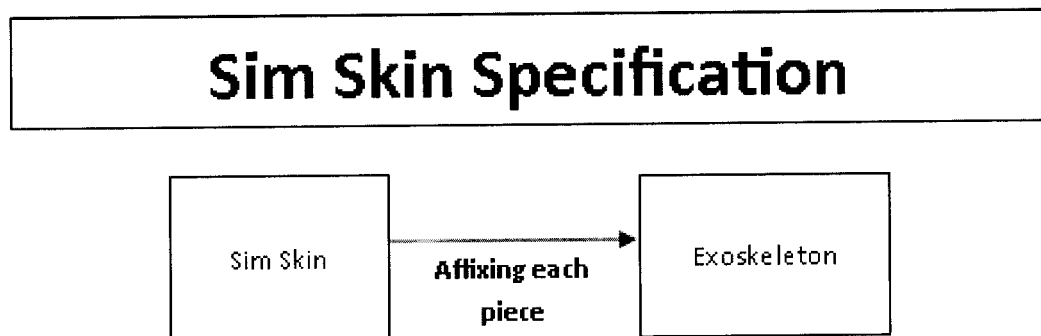 Sim Skin Specification
Sim Skin
Affixing each
piece
Exoskeleton